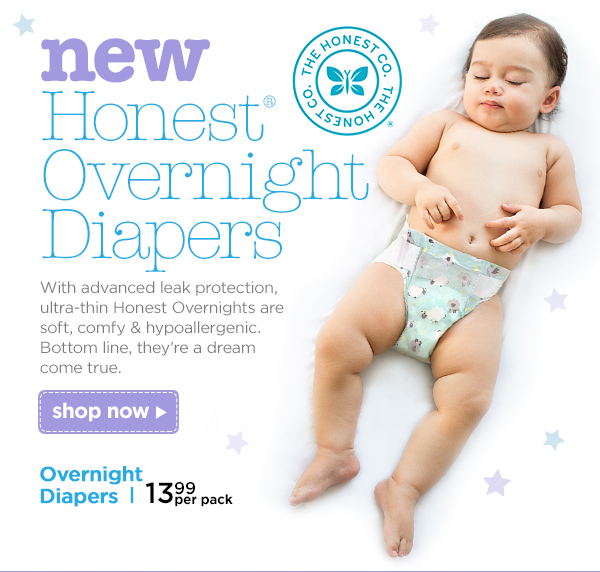 new
Honest®
Overnight
Diapers
THE HONEST CO. THE HONEST CO.
®
With advanced leak protection,
ultra-thin Honest Overnights are
soft, comfy & hypoallergenic.
Bottom line, they're a dream
come true.
shop now ▸
Overnight
Diapers | 13.99 per pack